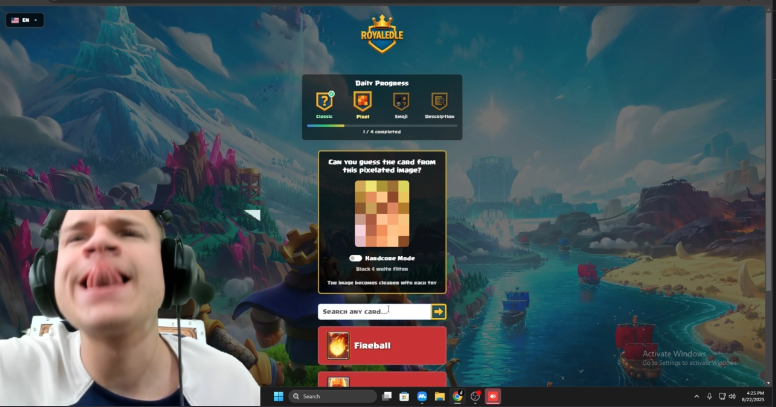 EN
ROYALEDLE
Daily Progress
Classic
Pixel
Emoji
Description
1 / 4 completed
Can you guess the card from
this pixelated image?
Hardcore Mode
Black & white filter
The image becomes clearer with each try
Search any card...
Fireball
Activate Windows
Go to Settings to activate Windows.
Search
4:25 PM
8/22/2025